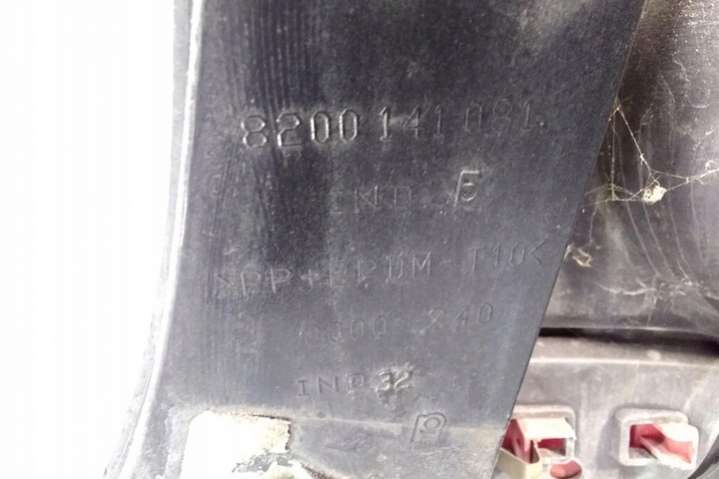 8200141081
IND E
>PP+EPDM-T10<
IND 32
P